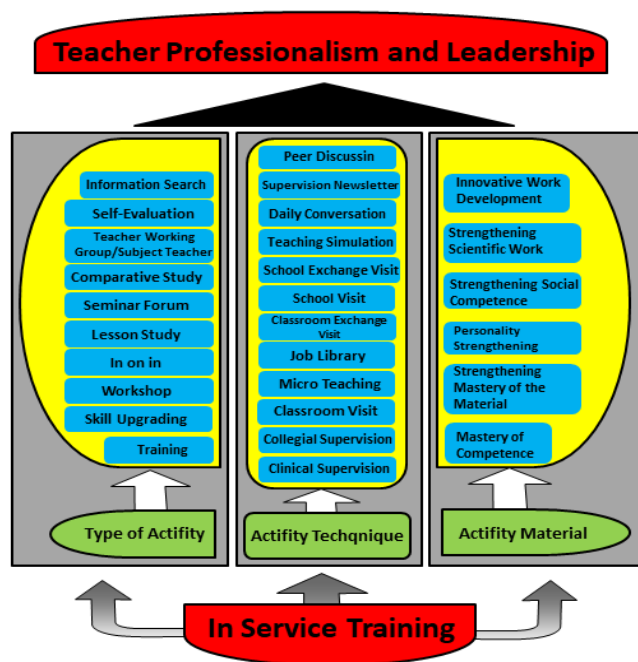 Teacher Professionalism and Leadership
Information Search
Self-Evaluation
Teacher Working
Group/Subject Teacher
Comparative Study
Seminar Forum
Lesson Study
In on in
Workshop
Skill Upgrading
Training
Type of Actifity
Peer Discussin
Supervision Newsletter
Daily Conversation
Teaching Simulation
School Exchange Visit
School Visit
Classroom Exchange
Visit
Job Library
Micro Teaching
Classroom Visit
Collegial Supervision
Clinical Supervision
Actifity Techqnique
Innovative Work
Development
Strengthening
Scientific Work
Strengthening Social
Competence
Personality
Strengthening
Strengthening
Mastery of the
Material
Mastery of
Competence
Actifity Material
In Service Training